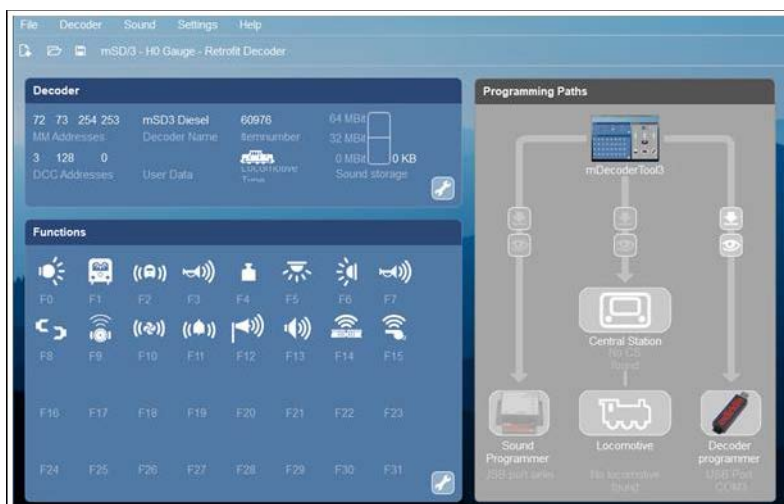 File Decoder Sound Settings Help
mSD/3 - H0 Gauge - Retrofit Decoder
Decoder
72 73 254 253 mSD3 Diesel 60976 64 MBit
MM Addresses Decoder Name Itemnumber 32 MBit
3 128 0 0 MBit 0 KB
DCC Addresses User Data Locomotive Sound storage
Type
Functions
F0 F1 F2 F3 F4 F5 F6 F7
F8 F9 F10 F11 F12 F13 F14 F15
F16 F17 F18 F19 F20 F21 F22 F23
F24 F25 F26 F27 F28 F29 F30 F31
Programming Paths
mDecoderTool3
Central Station
No CS
found
Sound Locomotive Decoder
Programmer programmer
No locomotive USB Port
found COM3